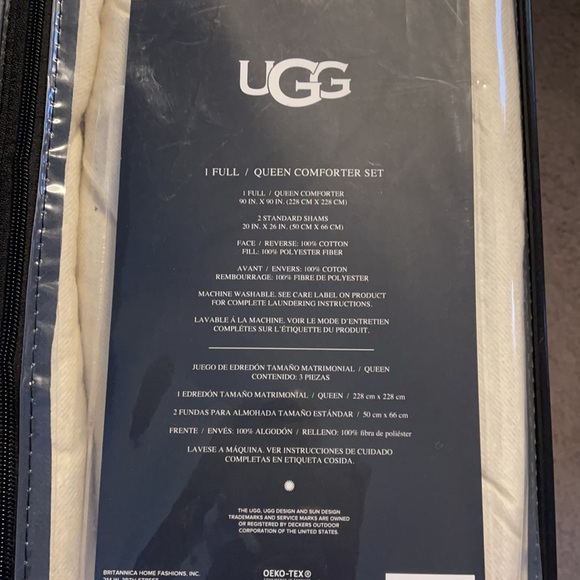 UGG
1 FULL / QUEEN COMFORTER SET
1 FULL / QUEEN COMFORTER
90 IN. X 90 IN. (228 CM X 228 CM)
2 STANDARD SHAMS
20 IN. X 26 IN. (50 CM X 66 CM)
FACE / REVERSE: 100% COTTON
FILL: 100% POLYESTER FIBER
AVANT / ENVERS: 100% COTON
REMBOURRAGE: 100% FIBRE DE POLYESTER
MACHINE WASHABLE. SEE CARE LABEL ON PRODUCT
FOR COMPLETE LAUNDERING INSTRUCTIONS.
LAVABLE Á LA MACHINE. VOIR LE MODE D'ENTRETIEN
COMPLÉTES SUR L'ÉTIQUETTE DU PRODUIT.
JUEGO DE EDREDÓN TAMAÑO MATRIMONIAL / QUEEN
CONTENIDO: 3 PIEZAS
1 EDREDÓN TAMAÑO MATRIMONIAL / QUEEN / 228 cm x 228 cm
2 FUNDAS PARA ALMOHADA TAMAÑO ESTÁNDAR / 50 cm x 66 cm
FRENTE / ENVÉS: 100% ALGODÓN / RELLENO: 100% fibra de poliéster
LAVESE A MÁQUINA. VER INSTRUCCIONES DE CUIDADO
COMPLETAS EN ETIQUETA COSIDA.
THE UGG, UGG DESIGN AND SUN DESIGN
TRADEMARKS AND SERVICE MARKS ARE OWNED
OR REGISTERED BY DECKERS OUTDOOR
CORPORATION OF THE UNITED STATES.
BRITANNICA HOME FASHIONS, INC.
OEKO-TEX®